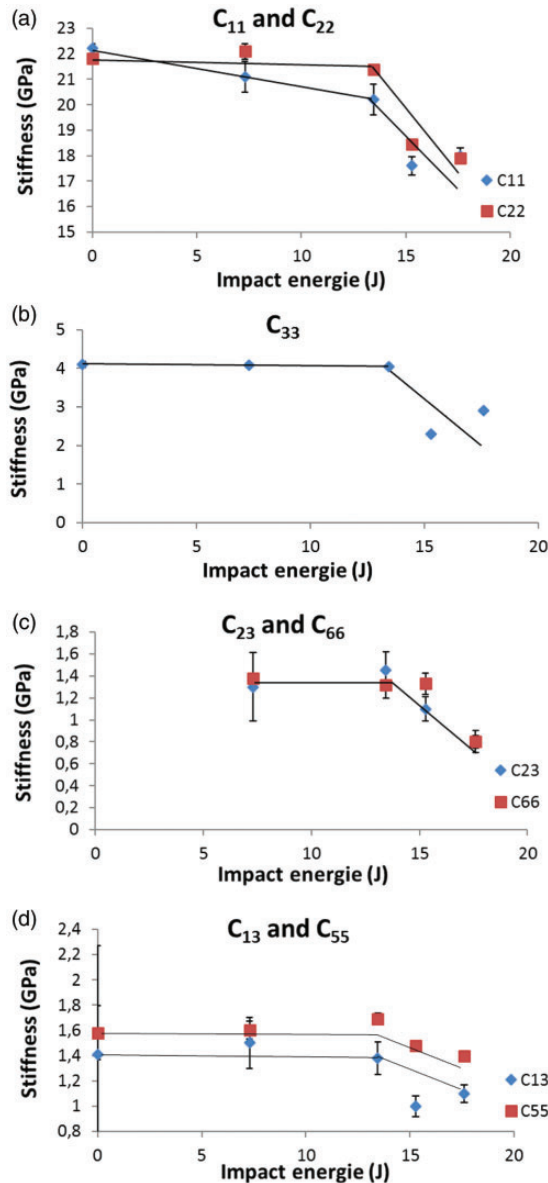 (a)
C11 and C22
Stiffness (GPa)
23
22
21
20
19
18
17
16
15
0
5
10
15
20
Impact energie (J)
C11
C22
(b)
C33
Stiffness (GPa)
5
4
3
2
1
0
0
5
10
15
20
Impact energie (J)
(c)
C23 and C66
Stiffness (GPa)
1,8
1,6
1,4
1,2
1
0,8
0,6
0,4
0,2
0
0
5
10
15
20
Impact energie (J)
C23
C66
(d)
C13 and C55
Stiffness (GPa)
2,4
2,2
2
1,8
1,6
1,4
1,2
1
0,8
0
5
10
15
20
Impact energie (J)
C13
C55